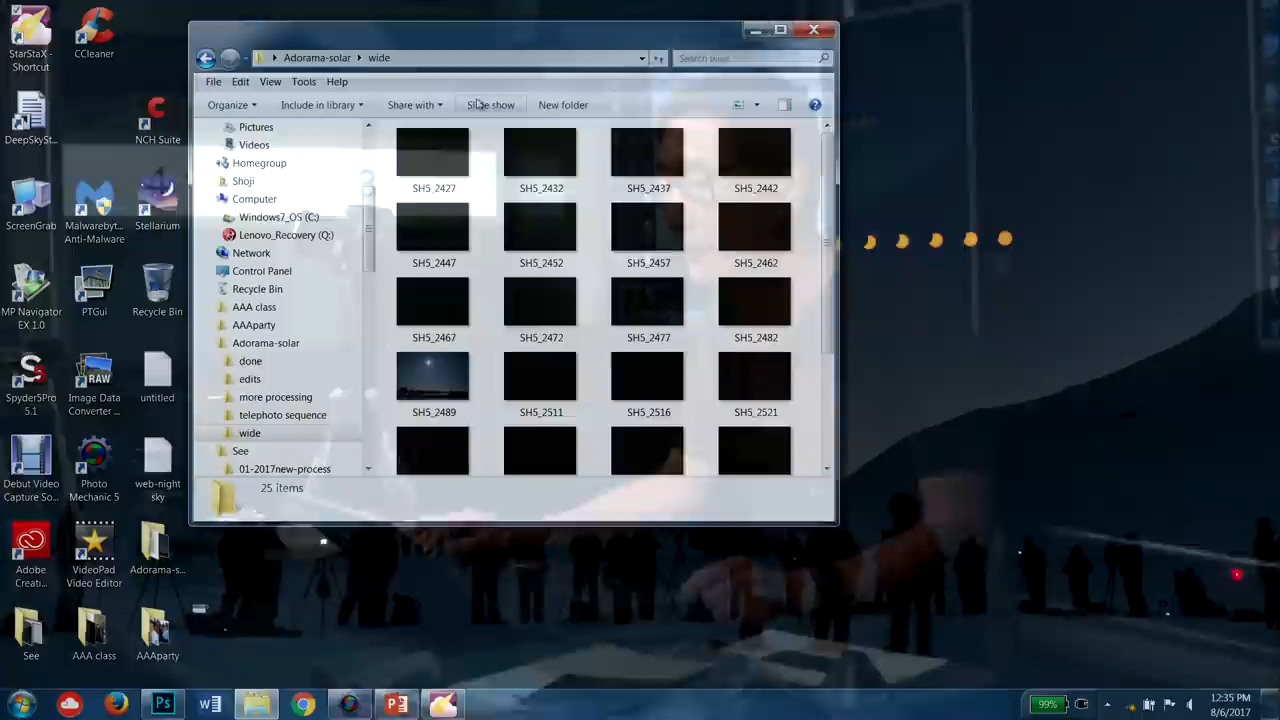 StarStaX - Shortcut
CCleaner
DeepSkySt...
NCH Suite
ScreenGrab
Malwarebyt... Anti-Malware
Stellarium
MP Navigator EX 1.0
PTGui
Recycle Bin
Spyder5Pro 5.1
Image Data Converter ...
untitled
Debut Video Capture So...
Photo Mechanic 5
web-night sky
Adobe Creati...
VideoPad Video Editor
Adorama-s...
See
AAA class
AAAparty
Adorama-solar
wide
File Edit View Tools Help
Organize Include in library Share with Slide show New folder
Pictures
Videos
Homegroup
Shoji
Computer
Windows7_OS (C:)
Lenovo_Recovery (Q:)
Network
Control Panel
Recycle Bin
AAA class
AAAparty
Adorama-solar
done
edits
more processing
telephoto sequence
wide
See
01-2017new-process
SH5_2427 SH5_2432 SH5_2437 SH5_2442
SH5_2447 SH5_2452 SH5_2457 SH5_2462
SH5_2467 SH5_2472 SH5_2477 SH5_2482
SH5_2489 SH5_2511 SH5_2516 SH5_2521
25 items
Ps
W
P
99%
12:35 PM
8/6/2017